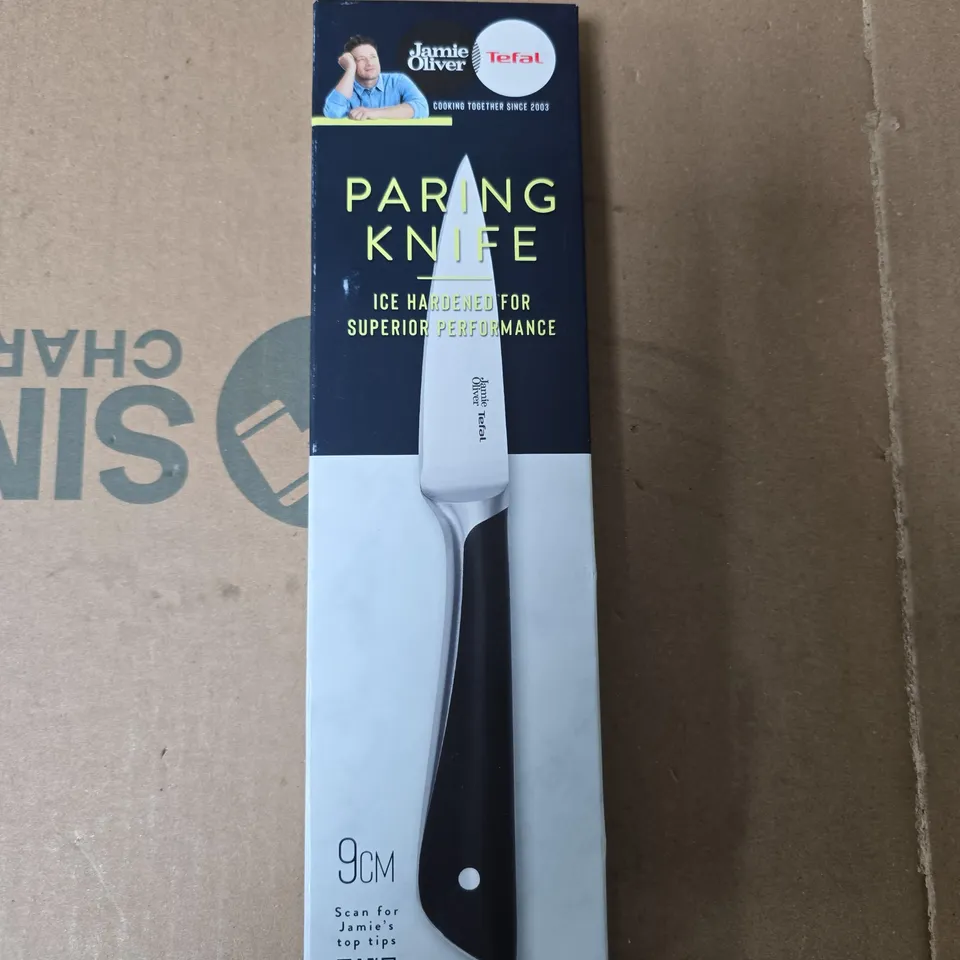 Jamie
Oliver
Tefal
COOKING TOGETHER SINCE 2003
PARING
KNIFE
ICE HARDENED FOR
SUPERIOR PERFORMANCE
Jamie
Oliver
Tefal
9CM
Scan for
Jamie's
top tips
CHAR
SIN